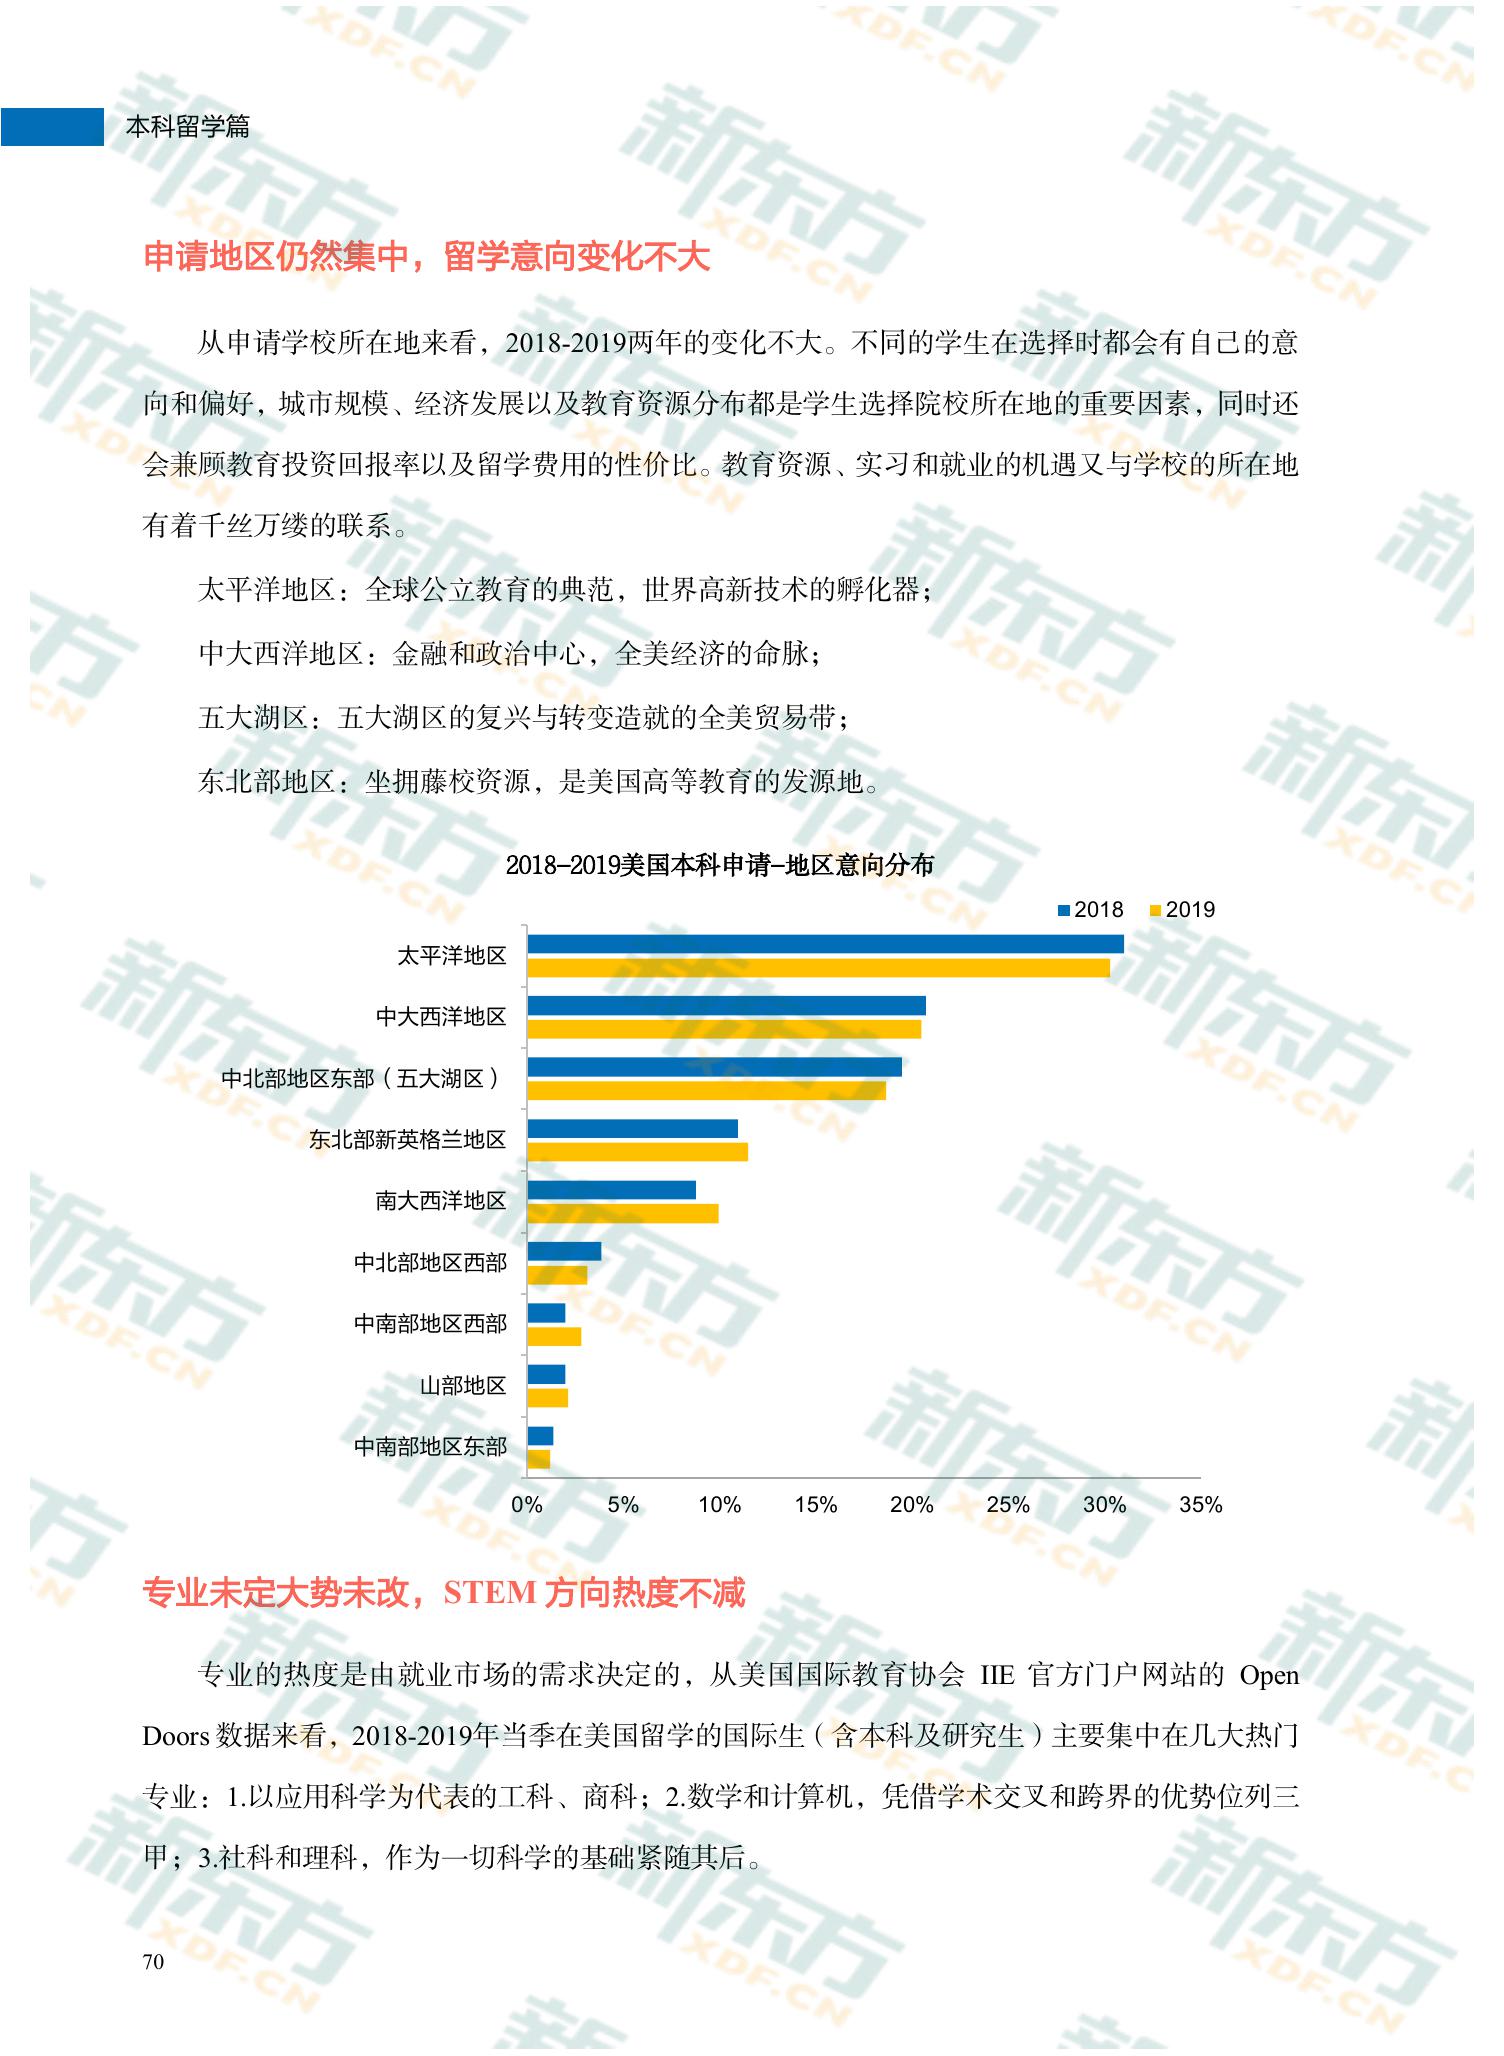 本科留学篇
申请地区仍然集中，留学意向变化不大
从申请学校所在地来看，2018-2019两年的变化不大。不同的学生在选择时都会有自己的意
向和偏好，城市规模、经济发展以及教育资源分布都是学生选择院校所在地的重要因素，同时还
会兼顾教育投资回报率以及留学费用的性价比。教育资源、实习和就业的机遇又与学校的所在地
有着千丝万缕的联系。
太平洋地区：全球公立教育的典范，世界高新技术的孵化器；
中大西洋地区：金融和政治中心，全美经济的命脉；
五大湖区：五大湖区的复兴与转变造就的全美贸易带；
东北部地区：坐拥藤校资源，是美国高等教育的发源地。
2018-2019美国本科申请-地区意向分布
2018 2019
太平洋地区
中大西洋地区
中北部地区东部（五大湖区）
东北部新英格兰地区
南大西洋地区
中北部地区西部
中南部地区西部
山部地区
中南部地区东部
0% 5% 10% 15% 20% 25% 30% 35%
专业未定大势未改，STEM 方向热度不减
专业的热度是由就业市场的需求决定的，从美国国际教育协会 IIE 官方门户网站的 Open
Doors 数据来看，2018-2019年当季在美国留学的国际生（含本科及研究生）主要集中在几大热门
专业：1.以应用科学为代表的工科、商科；2.数学和计算机，凭借学术交叉和跨界的优势位列三
甲；3.社科和理科，作为一切科学的基础紧随其后。
70
新东方 XDF.CN